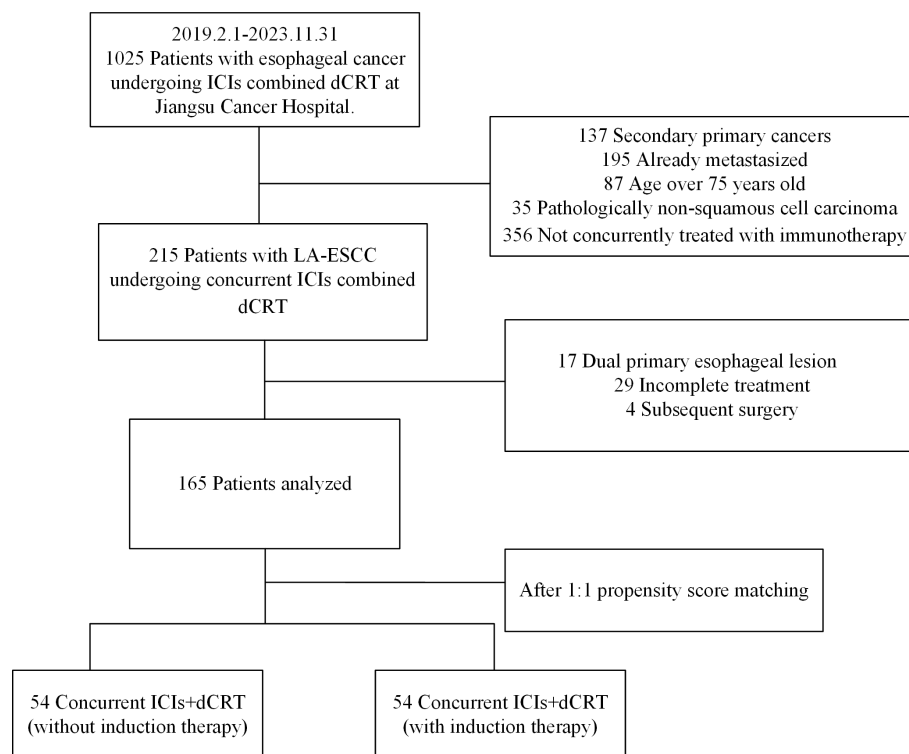 2019.2.1-2023.11.31
1025 Patients with esophageal cancer
undergoing ICIs combined dCRT at
Jiangsu Cancer Hospital.
137 Secondary primary cancers
195 Already metastasized
87 Age over 75 years old
35 Pathologically non-squamous cell carcinoma
356 Not concurrently treated with immunotherapy
215 Patients with LA-ESCC
undergoing concurrent ICIs combined
dCRT
17 Dual primary esophageal lesion
29 Incomplete treatment
4 Subsequent surgery
165 Patients analyzed
After 1:1 propensity score matching
54 Concurrent ICIs+dCRT
(without induction therapy)
54 Concurrent ICIs+dCRT
(with induction therapy)